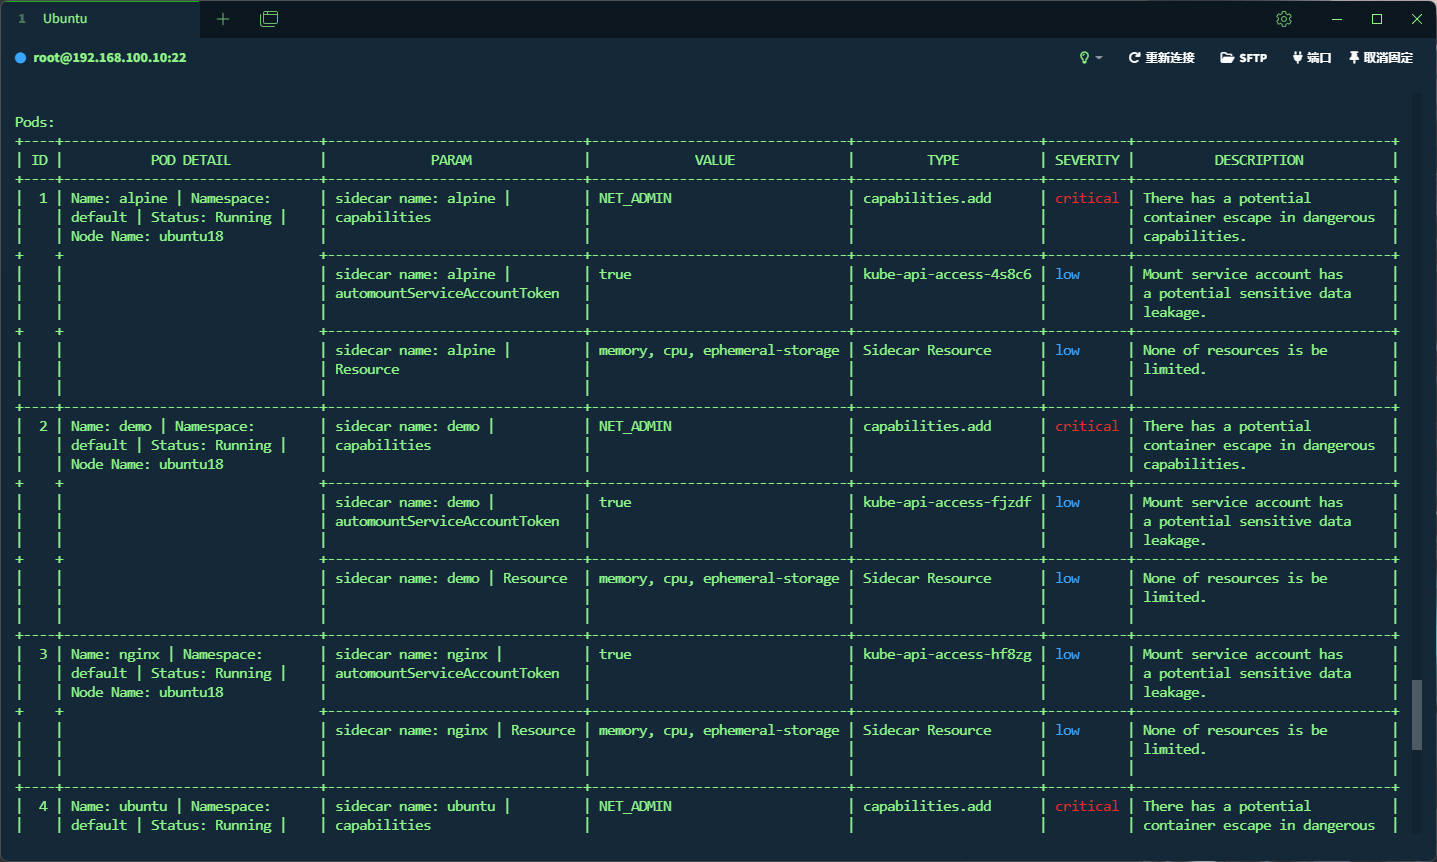 1 Ubuntu
root@192.168.100.10:22 重新连接 SFTP 端口 取消固定
Pods:
+----+--------------------------------+--------------------------------+--------------------------------+-----------------------+----------+--------------------------------+
| ID | POD DETAIL | PARAM | VALUE | TYPE | SEVERITY | DESCRIPTION |
| 1 | Name: alpine | Namespace: | sidecar name: alpine | | NET_ADMIN | capabilities.add | critical | There has a potential |
| | default | Status: Running | | capabilities | | | | container escape in dangerous |
| | Node Name: ubuntu18 | | | | | capabilities. |
| | | sidecar name: alpine | | true | kube-api-access-4s8c6 | low | Mount service account has |
| | | automountServiceAccountToken | | | | a potential sensitive data |
| | | | | | | leakage. |
| | | sidecar name: alpine | | memory, cpu, ephemeral-storage | Sidecar Resource | low | None of resources is be |
| | | Resource | | | | limited. |
| 2 | Name: demo | Namespace: | sidecar name: demo | | NET_ADMIN | capabilities.add | critical | There has a potential |
| | default | Status: Running | | capabilities | | | | container escape in dangerous |
| | Node Name: ubuntu18 | | | | | capabilities. |
| | | sidecar name: demo | | true | kube-api-access-fjzdf | low | Mount service account has |
| | | automountServiceAccountToken | | | | a potential sensitive data |
| | | | | | | leakage. |
| | | sidecar name: demo | Resource | memory, cpu, ephemeral-storage | Sidecar Resource | low | None of resources is be |
| | | | | | | limited. |
| 3 | Name: nginx | Namespace: | sidecar name: nginx | | true | kube-api-access-hf8zg | low | Mount service account has |
| | default | Status: Running | | automountServiceAccountToken | | | | a potential sensitive data |
| | Node Name: ubuntu18 | | | | | leakage. |
| | | sidecar name: nginx | Resource | memory, cpu, ephemeral-storage | Sidecar Resource | low | None of resources is be |
| | | | | | | limited. |
| 4 | Name: ubuntu | Namespace: | sidecar name: ubuntu | | NET_ADMIN | capabilities.add | critical | There has a potential |
| | default | Status: Running | | capabilities | | | | container escape in dangerous |